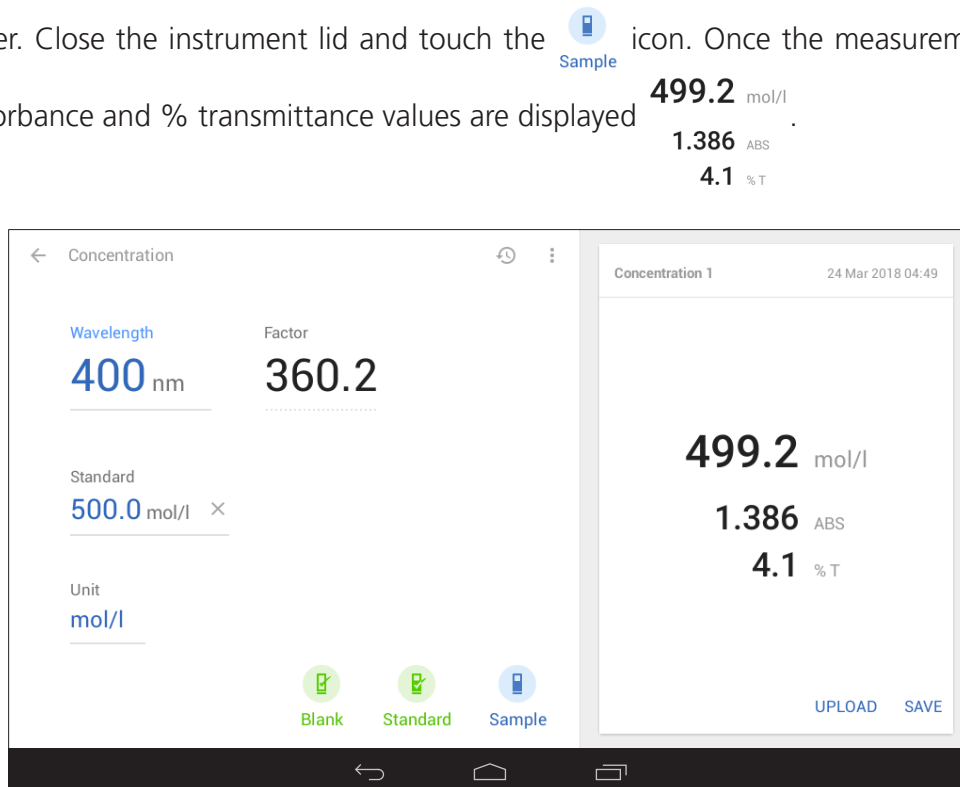 er. Close the instrument lid and touch the Sample icon. Once the measurem
orbance and % transmittance values are displayed 499.2 mol/l .
1.386 ABS
4.1 % T
Concentration
Wavelength Factor
400 nm 360.2
Standard
500.0 mol/l ×
Unit
mol/l
Blank Standard Sample
Concentration 1 24 Mar 2018 04:49
499.2 mol/l
1.386 ABS
4.1 % T
UPLOAD SAVE